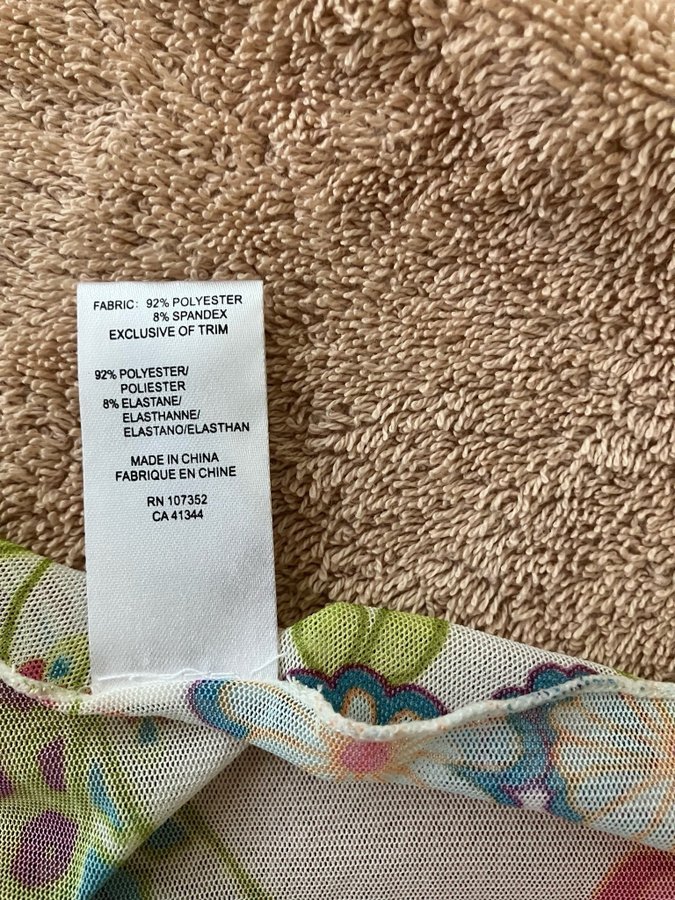 FABRIC: 92% POLYESTER
8% SPANDEX
EXCLUSIVE OF TRIM
92% POLYESTER/
POLIESTER
8% ELASTANE/
ELASTHANNE/
ELASTANO/ELASTHAN
MADE IN CHINA
FABRIQUE EN CHINE
RN 107352
CA 41344